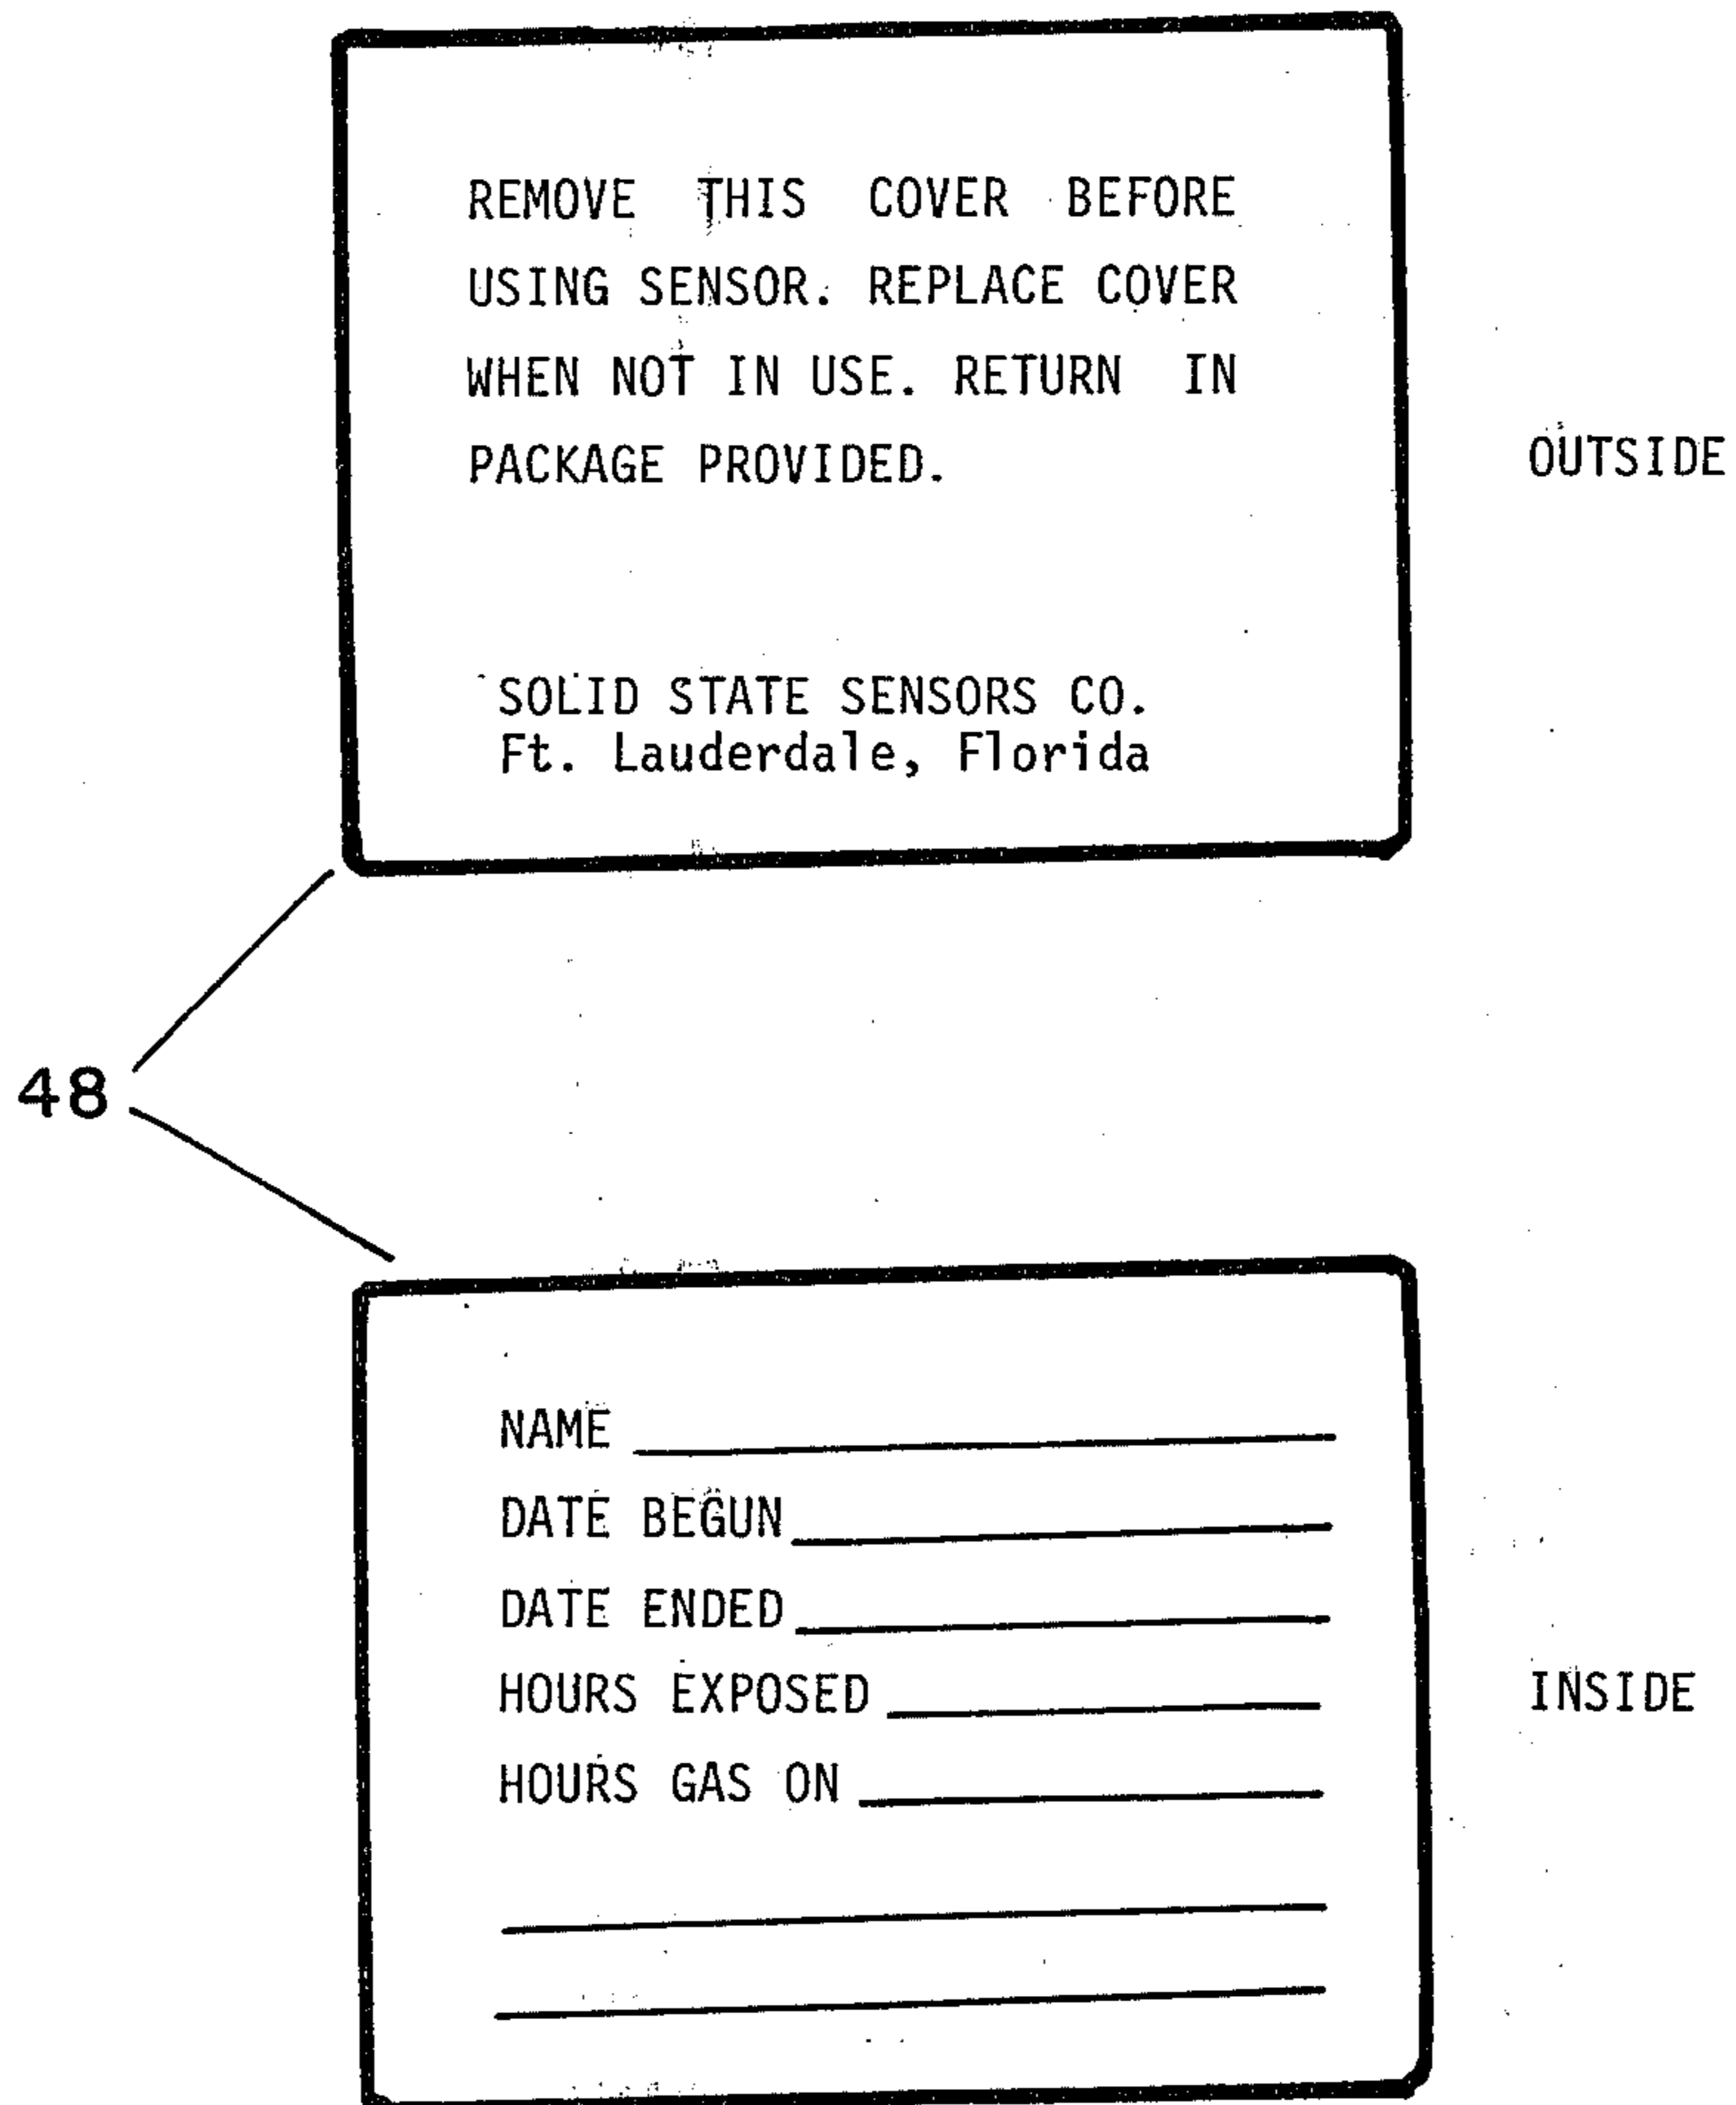 REMOVE THIS COVER BEFORE
USING SENSOR. REPLACE COVER
WHEN NOT IN USE. RETURN IN
PACKAGE PROVIDED.
OUTSIDE
SOLID STATE SENSORS CO.
Ft. Lauderdale, Florida
48
NAME
DATE BEGUN
DATE ENDED
HOURS EXPOSED
INSIDE
HOURS GAS ON